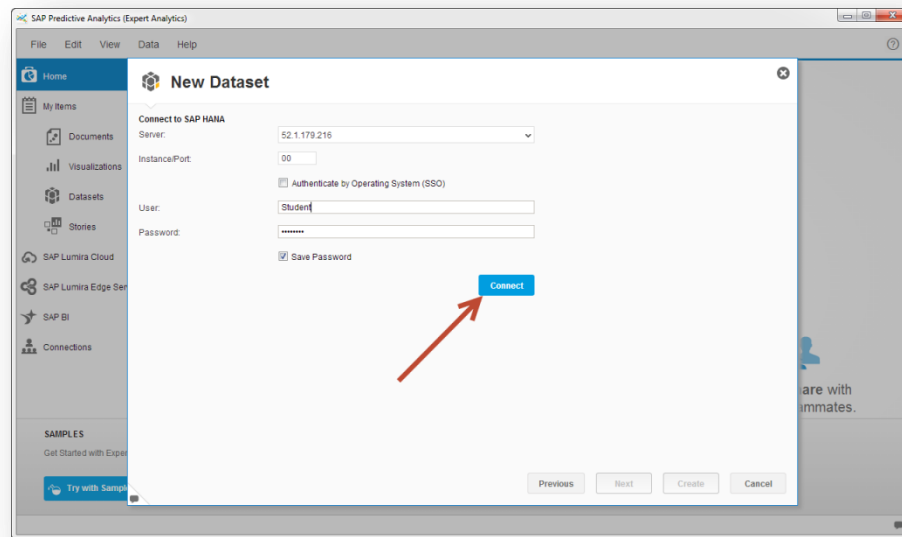 SAP Predictive Analytics (Expert Analytics)
File Edit View Data Help
Home
My Items
Documents
Visualizations
Datasets
Stories
SAP Lumira Cloud
SAP Lumira Edge Ser
SAP BI
Connections
SAMPLES
Get Started with Exper
Try with Sampl
New Dataset
Connect to SAP HANA
Server: 52.1.179.216
Instance/Port: 00
Authenticate by Operating System (SSO)
User: Student
Password: ••••••••
Save Password
Connect
Previous Next Create Cancel
are with
mmates.